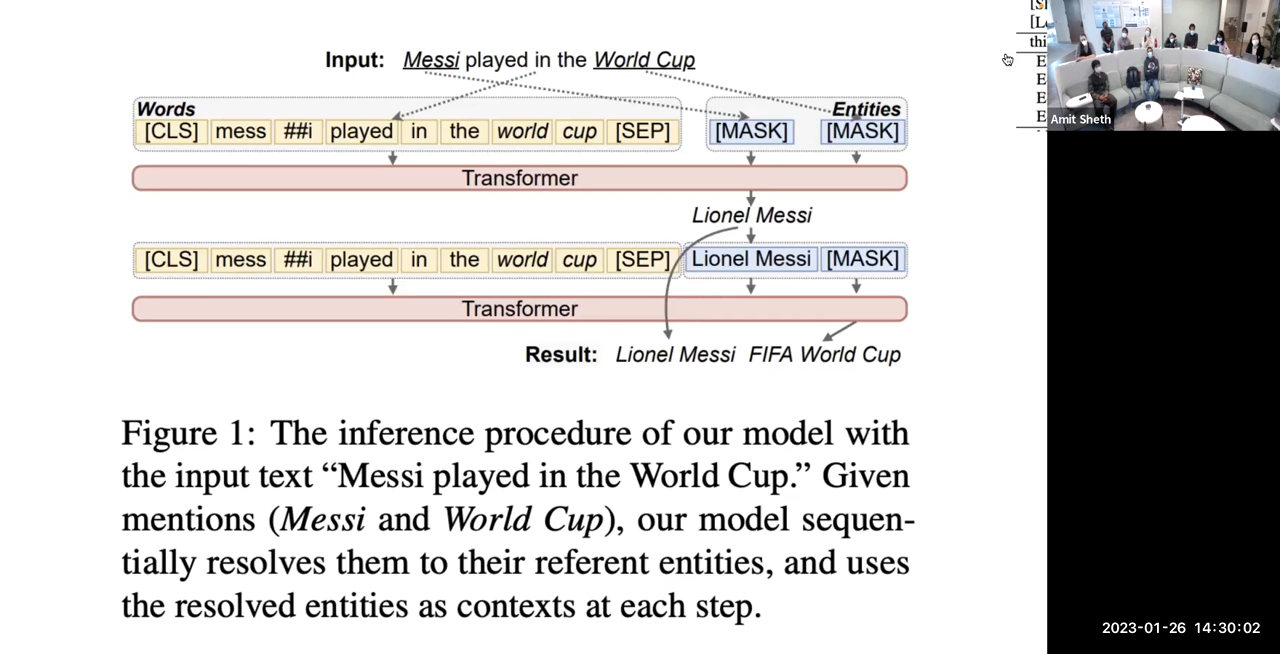 Input: Messi played in the World Cup
Words Entities
[CLS] mess ##i played in the world cup [SEP] [MASK] [MASK]
Transformer
Lionel Messi
[CLS] mess ##i played in the world cup [SEP] Lionel Messi [MASK]
Transformer
Result: Lionel Messi FIFA World Cup
Figure 1: The inference procedure of our model with
the input text “Messi played in the World Cup.” Given
mentions (Messi and World Cup), our model sequen-
tially resolves them to their referent entities, and uses
the resolved entities as contexts at each step.
thi
E
E
E
E
Amit Sheth
2023-01-26 14:30:02